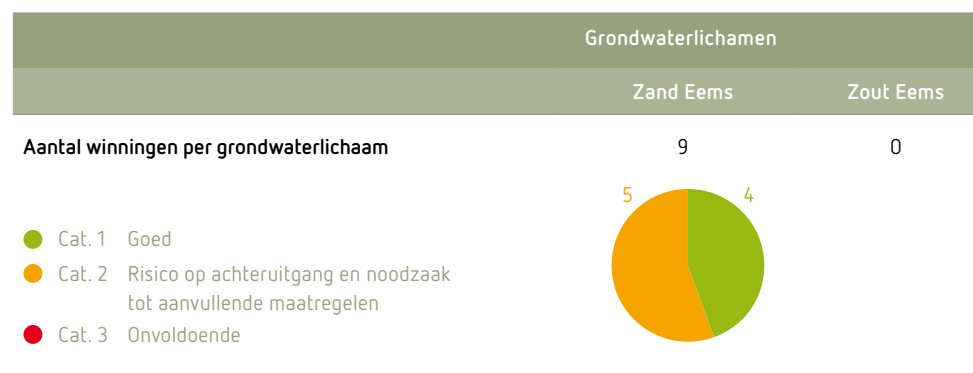 Grondwaterlichamen
Zand Eems Zout Eems
Aantal winningen per grondwaterlichaam 9 0
5 4
Cat. 1 Goed
Cat. 2 Risico op achteruitgang en noodzaak
tot aanvullende maatregelen
Cat. 3 Onvoldoende